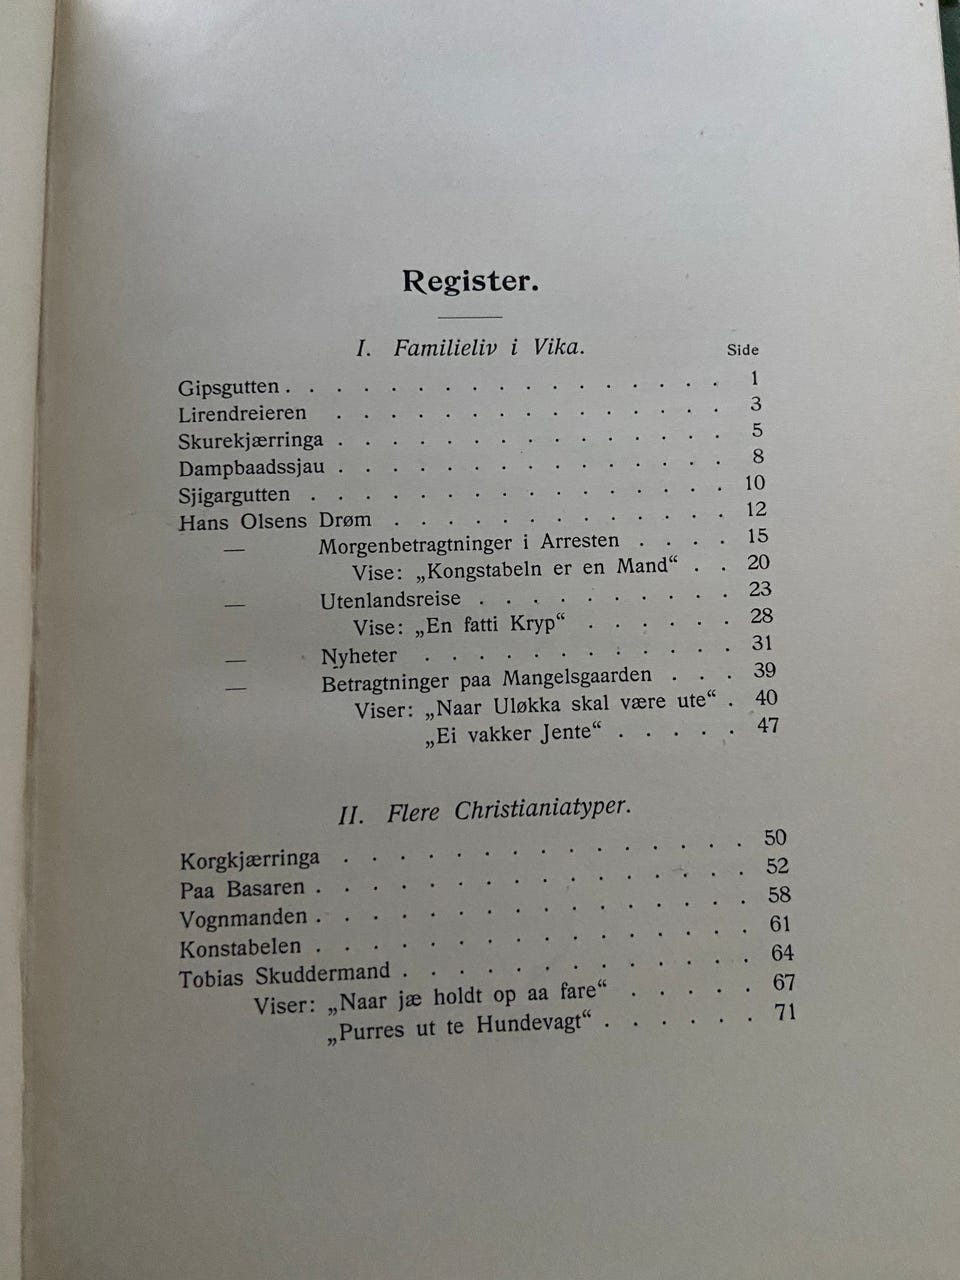 Register.
I. Familieliv i Vika.
Side
Gipsgutten . . . . . . . . . . . . . . . . . 1
Lirendreieren . . . . . . . . . . . . . . . 3
Skurekjærringa . . . . . . . . . . . . . . . 5
Dampbaadssjau . . . . . . . . . . . . . . . 8
Sjigargutten . . . . . . . . . . . . . . . . 10
Hans Olsens Drøm . . . . . . . . . . . . . 12
— Morgenbetragtninger i Arresten . . . . 15
Vise: „Kongstabeln er en Mand“ . . 20
— Utenlandsreise . . . . . . . . . . 23
Vise: „En fatti Kryp“ . . . . . . 28
— Nyheter . . . . . . . . . . . . 31
— Betragtninger paa Mangelsgaarden . . . 39
Viser: „Naar Uløkka skal være ute“ . 40
„Ei vakker Jente“ . . . . . 47
II. Flere Christianiatyper.
Korgkjærringa . . . . . . . . . . . . . . . 50
Paa Basaren . . . . . . . . . . . . . . . . 52
Vognmanden . . . . . . . . . . . . . . . . 58
Konstabelen . . . . . . . . . . . . . . . . 61
Tobias Skuddermand . . . . . . . . . . . . . 64
Viser: „Naar jæ holdt op aa fare“ . . . . . 67
„Purres ut te Hundevagt“ . . . . . . 71